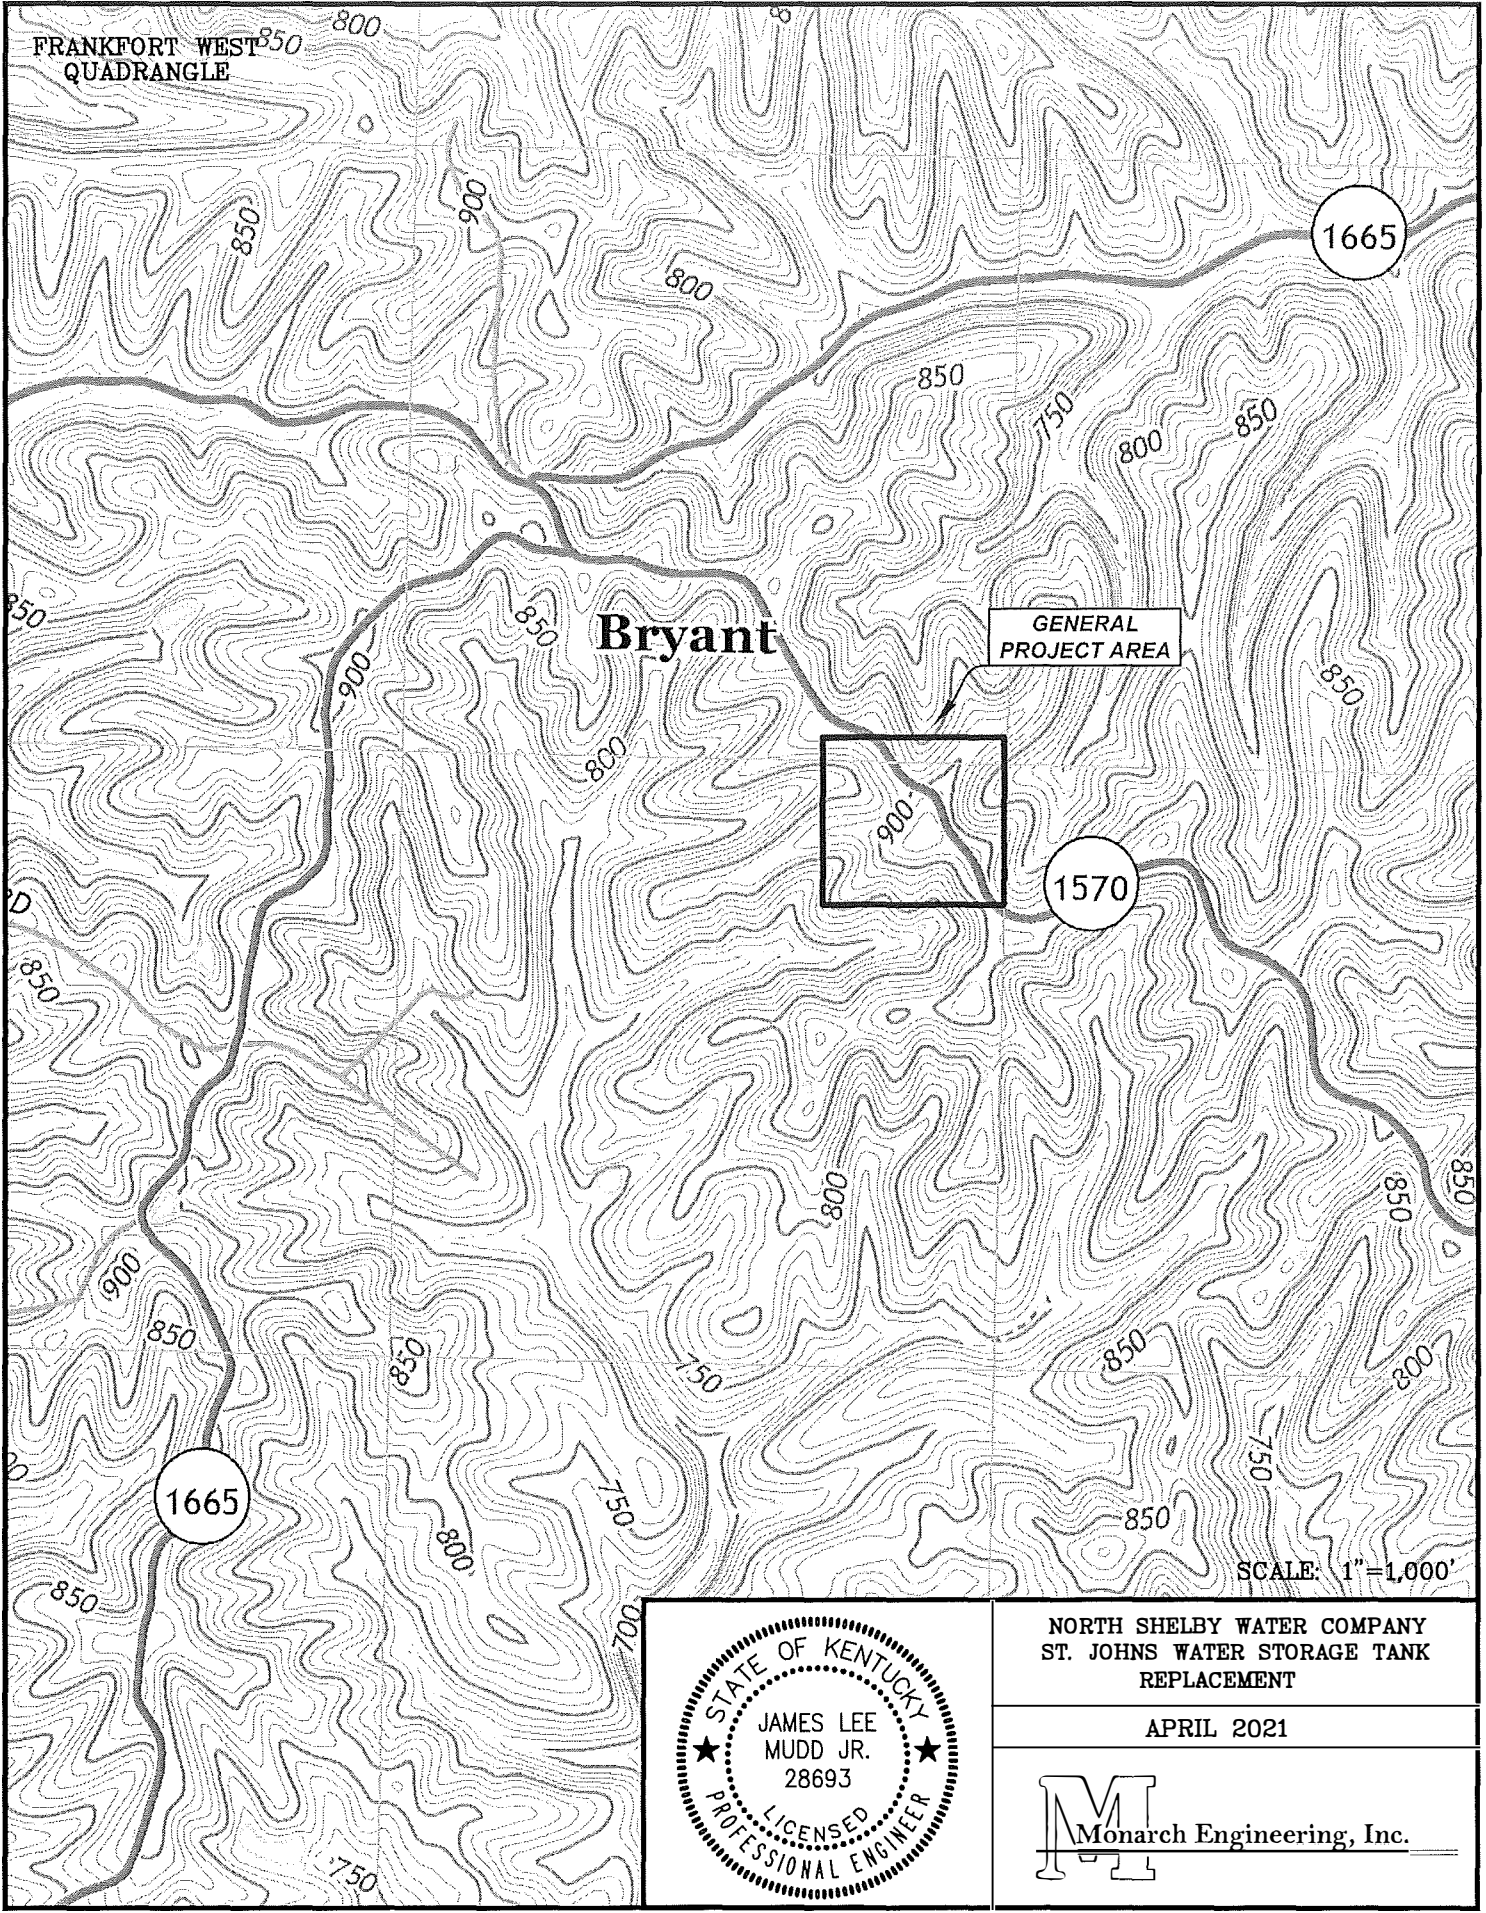 FRANKFORT WEST
QUADRANGLE
850
800
850
900
800
1665
850
750
800
850
850
900
850
Bryant
GENERAL
PROJECT AREA
850
800
900
1570
850
900
850
850
800
850
850
750
850
800
1665
750
800
850
750
850
SCALE: 1"=1,000'
700
750
STATE OF KENTUCKY
JAMES LEE
MUDD JR.
28693
LICENSED
PROFESSIONAL ENGINEER
NORTH SHELBY WATER COMPANY
ST. JOHNS WATER STORAGE TANK
REPLACEMENT
APRIL 2021
M
Monarch Engineering, Inc.